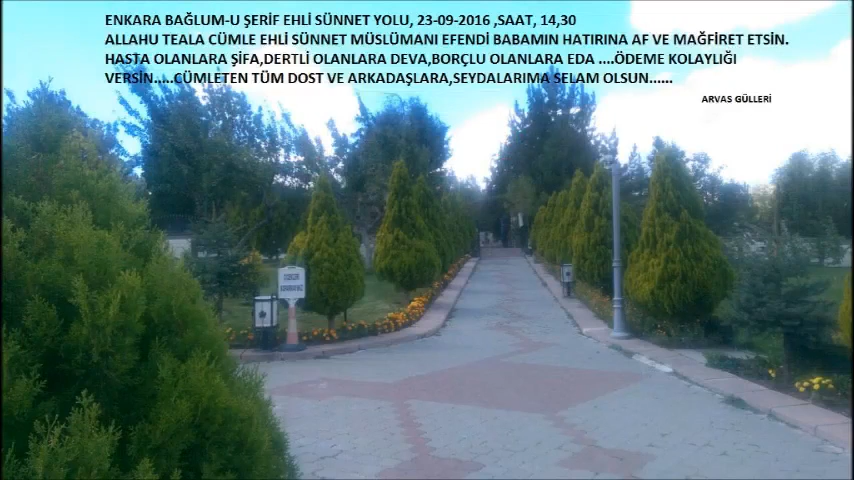 ENKARA BAĞLUM-U ŞERİF EHLİ SÜNNET YOLU, 23-09-2016 ,SAAT, 14,30
ALLAHU TEALA CÜMLE EHLİ SÜNNET MÜSLÜMANI EFENDİ BABAMIN HATIRINA AF VE MAĞFİRET ETSİN.
HASTA OLANLARA ŞİFA,DERTLİ OLANLARA DEVA,BORÇLU OLANLARA EDA ....ÖDEME KOLAYLIĞI
VERSİN.....CÜMLETEN TÜM DOST VE ARKADAŞLARA,SEYDALARIMA SELAM OLSUN......
ARVAS GÜLLERİ